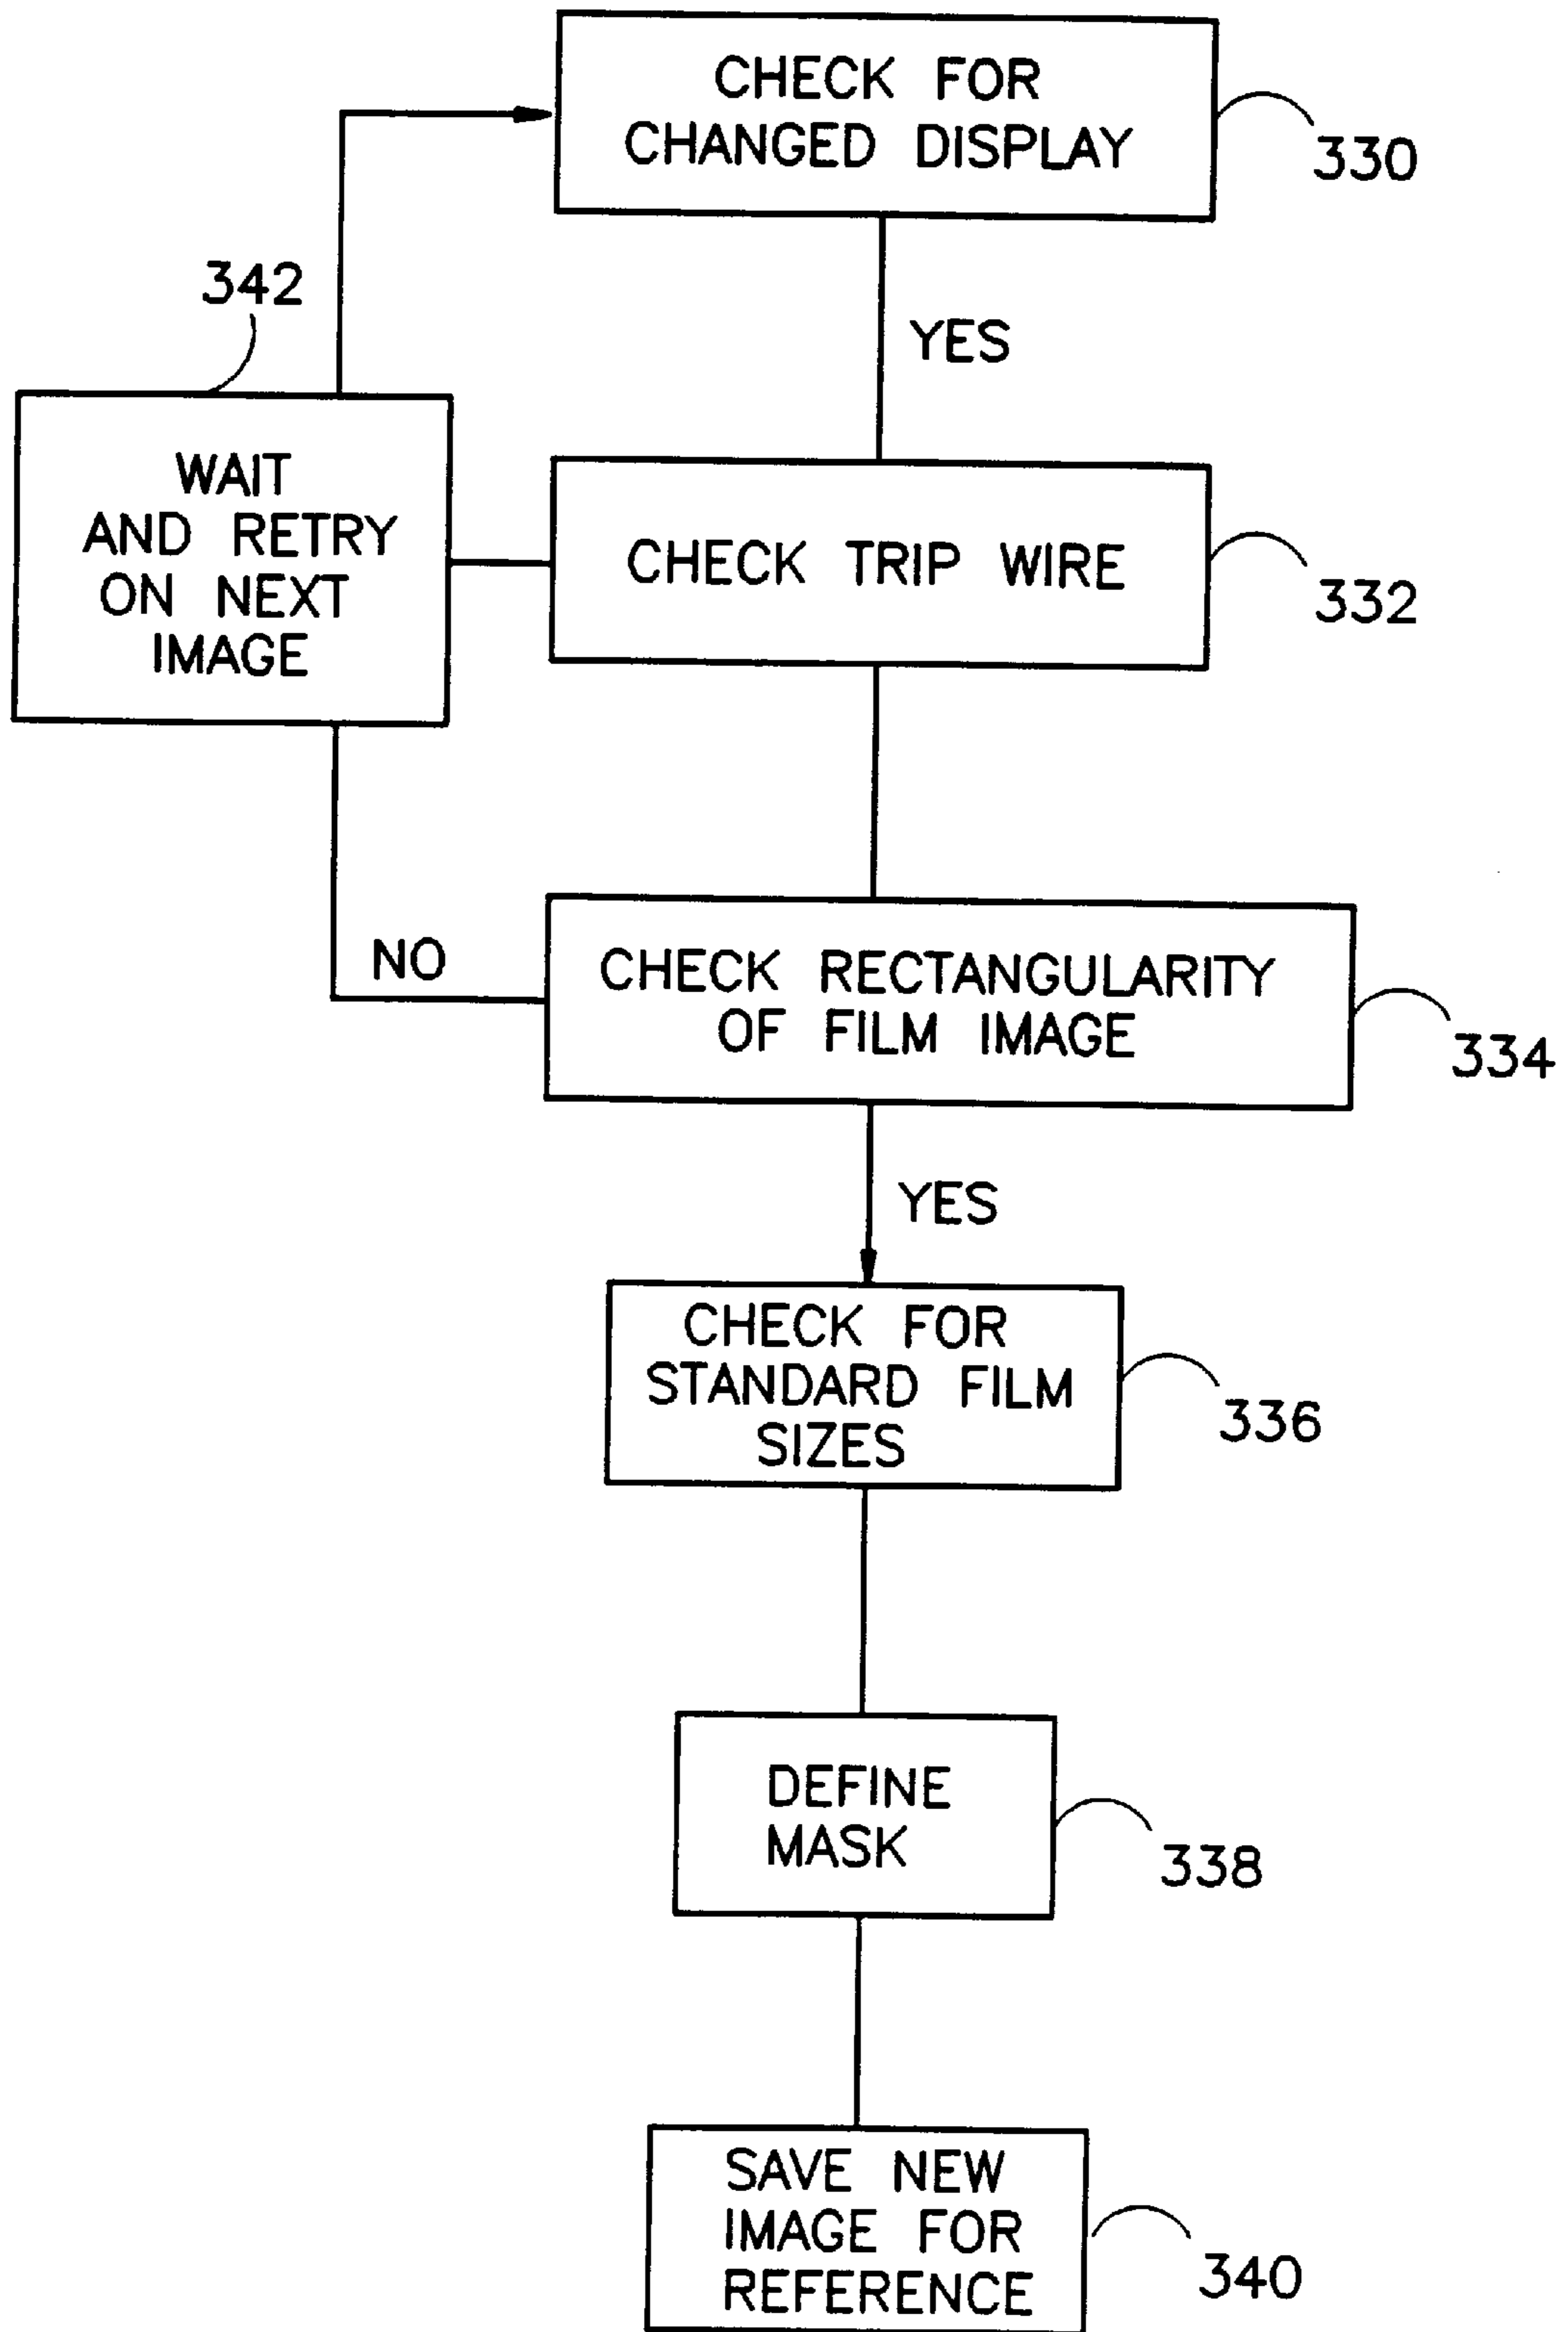 CHECK FOR
CHANGED DISPLAY
330
342
YES
WAIT
AND RETRY
ON NEXT
IMAGE
CHECK TRIP WIRE
332
NO
CHECK RECTANGULARITY
OF FILM IMAGE
334
YES
CHECK FOR
STANDARD FILM
SIZES
336
DEFINE
MASK
338
SAVE NEW
IMAGE FOR
REFERENCE
340